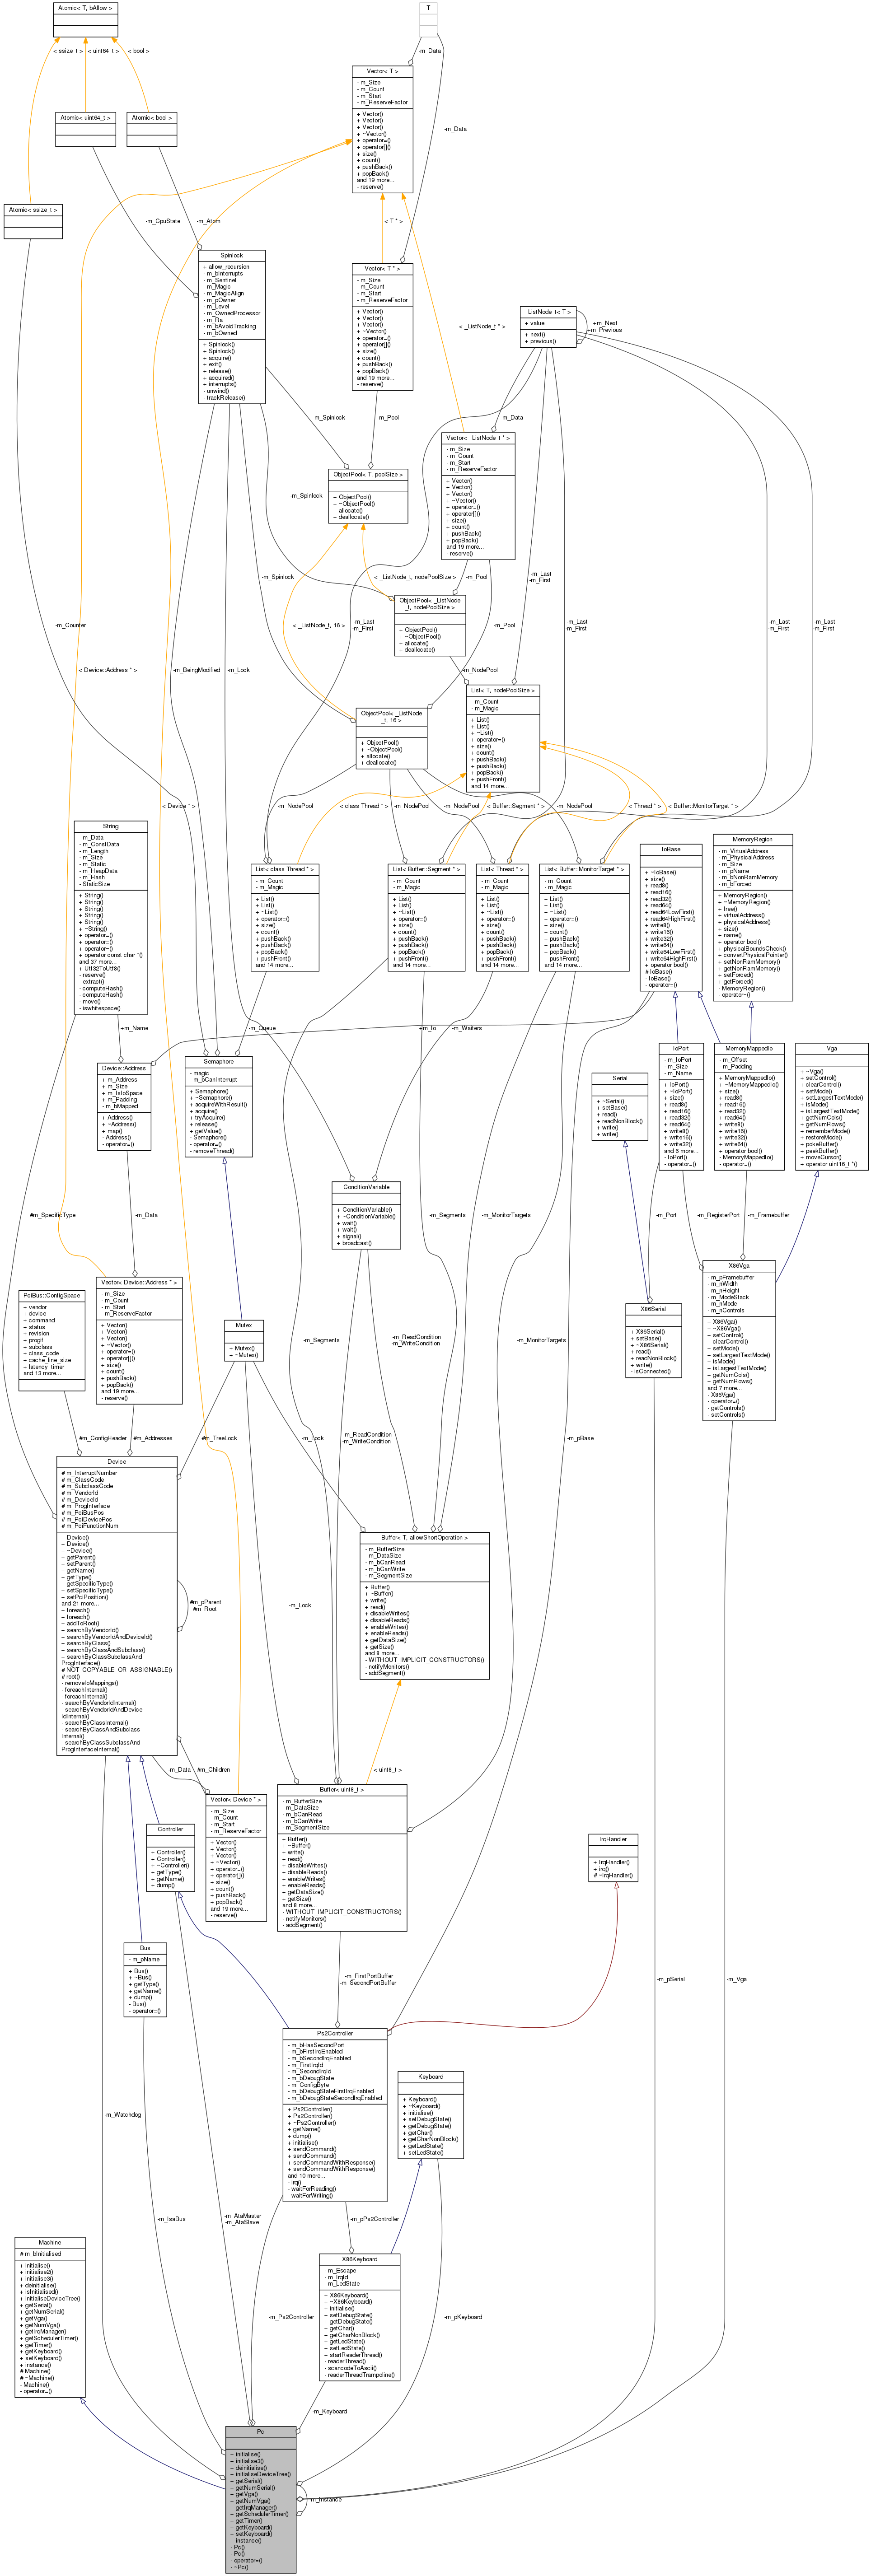 Atomic< T, bAllow >
T
< ssize_t >
< uint64_t >
< bool >
-m_Data
Vector< T >
- m_Size
- m_Count
- m_Start
- m_ReserveFactor
+ Vector()
+ Vector()
+ Vector()
+ ~Vector()
+ operator=()
+ operator[]()
+ size()
+ count()
+ pushBack()
+ popBack()
and 19 more...
- reserve()
Atomic< uint64_t >
Atomic< bool >
-m_Data
Atomic< ssize_t >
-m_CpuState
-m_Atom
< T * >
Spinlock
+ allow_recursion
- m_bInterrupts
- m_Sentinel
- m_Magic
- m_MagicAlign
- m_pOwner
- m_Level
- m_OwnedProcessor
- m_Ra
- m_bAvoidTracking
- m_bOwned
+ Spinlock()
+ Spinlock()
+ acquire()
+ exit()
+ release()
+ acquired()
+ interrupts()
- unwind()
- trackRelease()
Vector< T * >
- m_Size
- m_Count
- m_Start
- m_ReserveFactor
+ Vector()
+ Vector()
+ Vector()
+ ~Vector()
+ operator=()
+ operator[]()
+ size()
+ count()
+ pushBack()
+ popBack()
and 19 more...
- reserve()
_ListNode_t< T >
+ value
+ next()
+ previous()
+m_Next
+m_Previous
< _ListNode_t * >
-m_Spinlock
-m_Pool
-m_Data
Vector< _ListNode_t * >
- m_Size
- m_Count
- m_Start
- m_ReserveFactor
+ Vector()
+ Vector()
+ Vector()
+ ~Vector()
+ operator=()
+ operator[]()
+ size()
+ count()
+ pushBack()
+ popBack()
and 19 more...
- reserve()
ObjectPool< T, poolSize >
+ ObjectPool()
+ ~ObjectPool()
+ allocate()
+ deallocate()
-m_Spinlock
-m_Spinlock
< _ListNode_t, nodePoolSize >
-m_Pool
-m_Last
-m_First
ObjectPool< _ListNode
_t, nodePoolSize >
+ ObjectPool()
+ ~ObjectPool()
+ allocate()
+ deallocate()
-m_Counter
< _ListNode_t, 16 >
-m_Last
-m_First
-m_Pool
-m_Last
-m_First
-m_Last
-m_First
-m_Last
-m_First
< Device::Address * >
-m_BeingModified
-m_Lock
-m_NodePool
List< T, nodePoolSize >
- m_Count
- m_Magic
+ List()
+ List()
+ ~List()
+ operator=()
+ size()
+ count()
+ pushBack()
+ pushBack()
+ popBack()
+ pushFront()
and 14 more...
ObjectPool< _ListNode
_t, 16 >
+ ObjectPool()
+ ~ObjectPool()
+ allocate()
+ deallocate()
< Device * >
-m_NodePool
< class Thread * >
-m_NodePool
-m_NodePool
< Buffer::Segment * >
-m_NodePool
< Thread * >
< Buffer::MonitorTarget * >
String
- m_Data
- m_ConstData
- m_Length
- m_Size
- m_Static
- m_HeapData
- m_Hash
- StaticSize
+ String()
+ String()
+ String()
+ String()
+ String()
+ ~String()
+ operator=()
+ operator=()
+ operator=()
+ operator const char *()
and 37 more...
+ Utf32ToUtf8()
- reserve()
- extract()
- computeHash()
- computeHash()
- move()
- iswhitespace()
List< class Thread * >
- m_Count
- m_Magic
+ List()
+ List()
+ ~List()
+ operator=()
+ size()
+ count()
+ pushBack()
+ pushBack()
+ popBack()
+ pushFront()
and 14 more...
List< Buffer::Segment * >
- m_Count
- m_Magic
+ List()
+ List()
+ ~List()
+ operator=()
+ size()
+ count()
+ pushBack()
+ pushBack()
+ popBack()
+ pushFront()
and 14 more...
List< Thread * >
- m_Count
- m_Magic
+ List()
+ List()
+ ~List()
+ operator=()
+ size()
+ count()
+ pushBack()
+ pushBack()
+ popBack()
+ pushFront()
and 14 more...
List< Buffer::MonitorTarget * >
- m_Count
- m_Magic
+ List()
+ List()
+ ~List()
+ operator=()
+ size()
+ count()
+ pushBack()
+ pushBack()
+ popBack()
+ pushFront()
and 14 more...
IoBase
+ ~IoBase()
+ size()
+ read8()
+ read16()
+ read32()
+ read64()
+ read64LowFirst()
+ read64HighFirst()
+ write8()
+ write16()
+ write32()
+ write64()
+ write64LowFirst()
+ write64HighFirst()
+ operator bool()
# IoBase()
- IoBase()
- operator=()
MemoryRegion
- m_VirtualAddress
- m_PhysicalAddress
- m_Size
- m_pName
- m_bNonRamMemory
- m_bForced
+ MemoryRegion()
+ ~MemoryRegion()
+ free()
+ virtualAddress()
+ physicalAddress()
+ size()
+ name()
+ operator bool()
+ physicalBoundsCheck()
+ convertPhysicalPointer()
+ setNonRamMemory()
+ getNonRamMemory()
+ setForced()
+ getForced()
- MemoryRegion()
- operator=()
+m_Name
-m_Queue
+m_Io
-m_Waiters
Device::Address
+ m_Address
+ m_Size
+ m_IsIoSpace
+ m_Padding
- m_bMapped
+ Address()
+ ~Address()
+ map()
- Address()
- operator=()
Semaphore
- magic
- m_bCanInterrupt
+ Semaphore()
+ ~Semaphore()
+ acquireWithResult()
+ acquire()
+ tryAcquire()
+ release()
+ getValue()
- Semaphore()
- operator=()
- removeThread()
Serial
+ ~Serial()
+ setBase()
+ read()
+ readNonBlock()
+ write()
+ write()
IoPort
- m_IoPort
- m_Size
- m_Name
+ IoPort()
+ ~IoPort()
+ size()
+ read8()
+ read16()
+ read32()
+ read64()
+ write8()
+ write16()
+ write32()
and 6 more...
- IoPort()
- operator=()
MemoryMappedIo
- m_Offset
- m_Padding
+ MemoryMappedIo()
+ ~MemoryMappedIo()
+ size()
+ read8()
+ read16()
+ read32()
+ read64()
+ write8()
+ write16()
+ write32()
+ write64()
+ operator bool()
- MemoryMappedIo()
- operator=()
Vga
+ ~Vga()
+ setControl()
+ clearControl()
+ setMode()
+ setLargestTextMode()
+ isMode()
+ isLargestTextMode()
+ getNumCols()
+ getNumRows()
+ rememberMode()
+ restoreMode()
+ pokeBuffer()
+ peekBuffer()
+ moveCursor()
+ operator uint16_t *()
ConditionVariable
+ ConditionVariable()
+ ~ConditionVariable()
+ wait()
+ wait()
+ signal()
+ broadcast()
#m_SpecificType
-m_Data
-m_Segments
-m_MonitorTargets
-m_Port
-m_RegisterPort
-m_Framebuffer
PciBus::ConfigSpace
+ vendor
+ device
+ command
+ status
+ revision
+ progif
+ subclass
+ class_code
+ cache_line_size
+ latency_timer
and 13 more...
Vector< Device::Address * >
- m_Size
- m_Count
- m_Start
- m_ReserveFactor
+ Vector()
+ Vector()
+ Vector()
+ ~Vector()
+ operator=()
+ operator[]()
+ size()
+ count()
+ pushBack()
+ popBack()
and 19 more...
- reserve()
Mutex
+ Mutex()
+ ~Mutex()
-m_Segments
-m_ReadCondition
-m_WriteCondition
-m_MonitorTargets
X86Serial
+ X86Serial()
+ setBase()
+ ~X86Serial()
+ read()
+ readNonBlock()
+ write()
- isConnected()
X86Vga
- m_pFramebuffer
- m_nWidth
- m_nHeight
- m_ModeStack
- m_nMode
- m_nControls
+ X86Vga()
+ ~X86Vga()
+ setControl()
+ clearControl()
+ setMode()
+ setLargestTextMode()
+ isMode()
+ isLargestTextMode()
+ getNumCols()
+ getNumRows()
and 7 more...
- X86Vga()
- operator=()
- getControls()
- setControls()
#m_ConfigHeader
#m_Addresses
#m_TreeLock
-m_Lock
-m_ReadCondition
-m_WriteCondition
-m_pBase
Device
# m_InterruptNumber
# m_ClassCode
# m_SubclassCode
# m_VendorId
# m_DeviceId
# m_ProgInterface
# m_PciBusPos
# m_PciDevicePos
# m_PciFunctionNum
+ Device()
+ Device()
+ ~Device()
+ getParent()
+ setParent()
+ getName()
+ getType()
+ getSpecificType()
+ setSpecificType()
+ setPciPosition()
and 21 more...
+ foreach()
+ foreach()
+ addToRoot()
+ searchByVendorId()
+ searchByVendorIdAndDeviceId()
+ searchByClass()
+ searchByClassAndSubclass()
+ searchByClassSubclassAnd
ProgInterface()
# NOT_COPYABLE_OR_ASSIGNABLE()
# root()
- removeIoMappings()
- foreachInternal()
- foreachInternal()
- searchByVendorIdInternal()
- searchByVendorIdAndDevice
IdInternal()
- searchByClassInternal()
- searchByClassAndSubclass
Internal()
- searchByClassSubclassAnd
ProgInterfaceInternal()
#m_pParent
#m_Root
-m_Lock
Buffer< T, allowShortOperation >
- m_BufferSize
- m_DataSize
- m_bCanRead
- m_bCanWrite
- m_SegmentSize
+ Buffer()
+ ~Buffer()
+ write()
+ read()
+ disableWrites()
+ disableReads()
+ enableWrites()
+ enableReads()
+ getDataSize()
+ getSize()
and 8 more...
- WITHOUT_IMPLICIT_CONSTRUCTORS()
- notifyMonitors()
- addSegment()
-m_Data
#m_Children
< uint8_t >
Vector< Device * >
- m_Size
- m_Count
- m_Start
- m_ReserveFactor
+ Vector()
+ Vector()
+ Vector()
+ ~Vector()
+ operator=()
+ operator[]()
+ size()
+ count()
+ pushBack()
+ popBack()
and 19 more...
- reserve()
Buffer< uint8_t >
- m_BufferSize
- m_DataSize
- m_bCanRead
- m_bCanWrite
- m_SegmentSize
+ Buffer()
+ ~Buffer()
+ write()
+ read()
+ disableWrites()
+ disableReads()
+ enableWrites()
+ enableReads()
+ getDataSize()
+ getSize()
and 8 more...
- WITHOUT_IMPLICIT_CONSTRUCTORS()
- notifyMonitors()
- addSegment()
Controller
+ Controller()
+ Controller()
+ ~Controller()
+ getType()
+ getName()
+ dump()
IrqHandler
+ IrqHandler()
+ irq()
# ~IrqHandler()
Bus
- m_pName
+ Bus()
+ ~Bus()
+ getType()
+ getName()
+ dump()
- Bus()
- operator=()
-m_FirstPortBuffer
-m_SecondPortBuffer
-m_pSerial
-m_Vga
Ps2Controller
- m_bHasSecondPort
- m_bFirstIrqEnabled
- m_bSecondIrqEnabled
- m_FirstIrqId
- m_SecondIrqId
- m_bDebugState
- m_ConfigByte
- m_bDebugStateFirstIrqEnabled
- m_bDebugStateSecondIrqEnabled
+ Ps2Controller()
+ Ps2Controller()
+ ~Ps2Controller()
+ getName()
+ dump()
+ initialise()
+ sendCommand()
+ sendCommand()
+ sendCommandWithResponse()
+ sendCommandWithResponse()
and 10 more...
- irq()
- waitForReading()
- waitForWriting()
Keyboard
+ Keyboard()
+ ~Keyboard()
+ initialise()
+ setDebugState()
+ getDebugState()
+ getChar()
+ getCharNonBlock()
+ getLedState()
+ setLedState()
-m_Watchdog
-m_IsaBus
-m_AtaMaster
-m_AtaSlave
-m_pPs2Controller
Machine
# m_bInitialised
+ initialise()
+ initialise2()
+ initialise3()
+ deinitialise()
+ isInitialised()
+ initialiseDeviceTree()
+ getSerial()
+ getNumSerial()
+ getVga()
+ getNumVga()
+ getIrqManager()
+ getSchedulerTimer()
+ getTimer()
+ getKeyboard()
+ setKeyboard()
+ instance()
# Machine()
# ~Machine()
- Machine()
- operator=()
-m_Ps2Controller
X86Keyboard
- m_Escape
- m_IrqId
- m_LedState
+ X86Keyboard()
+ ~X86Keyboard()
+ initialise()
+ setDebugState()
+ getDebugState()
+ getChar()
+ getCharNonBlock()
+ getLedState()
+ setLedState()
+ startReaderThread()
- readerThread()
- scancodeToAscii()
- readerThreadTrampoline()
-m_pKeyboard
-m_Keyboard
Pc
+ initialise()
+ initialise3()
+ deinitialise()
+ initialiseDeviceTree()
+ getSerial()
+ getNumSerial()
+ getVga()
+ getNumVga()
+ getIrqManager()
+ getSchedulerTimer()
+ getTimer()
+ getKeyboard()
+ setKeyboard()
+ instance()
- Pc()
- Pc()
- operator=()
- ~Pc()
-m_Instance